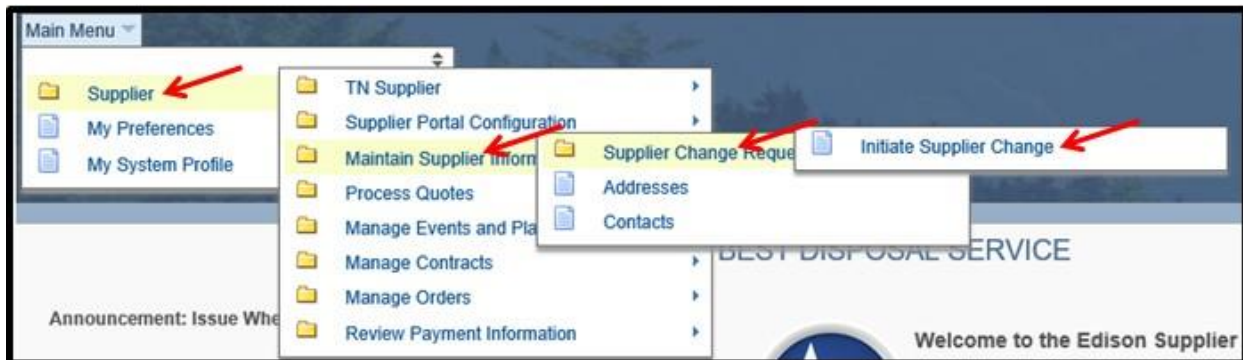 Main Menu
Supplier
My Preferences
My System Profile
TN Supplier
Supplier Portal Configuration
Maintain Supplier Inform
Process Quotes
Manage Events and Pla
Manage Contracts
Manage Orders
Review Payment Information
Supplier Change Reque
Addresses
Contacts
Initiate Supplier Change
BEST DISPOSAL SERVICE
Announcement: Issue Whe
Welcome to the Edison Supplier